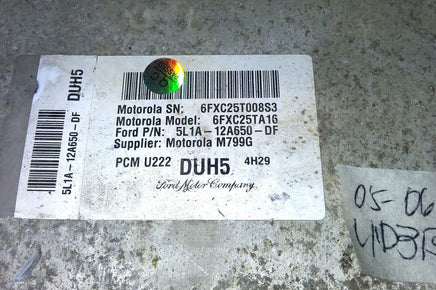 DUH5
5L1A-12A650-DF
Motorola SN: 6FXC25T008S3
Motorola Model: 6FXC25TA16
Ford P/N: 5L1A-12A650-DF
Supplier: Motorola M799G
PCM U222 DUH5 4H29
Ford Motor Company
05-06